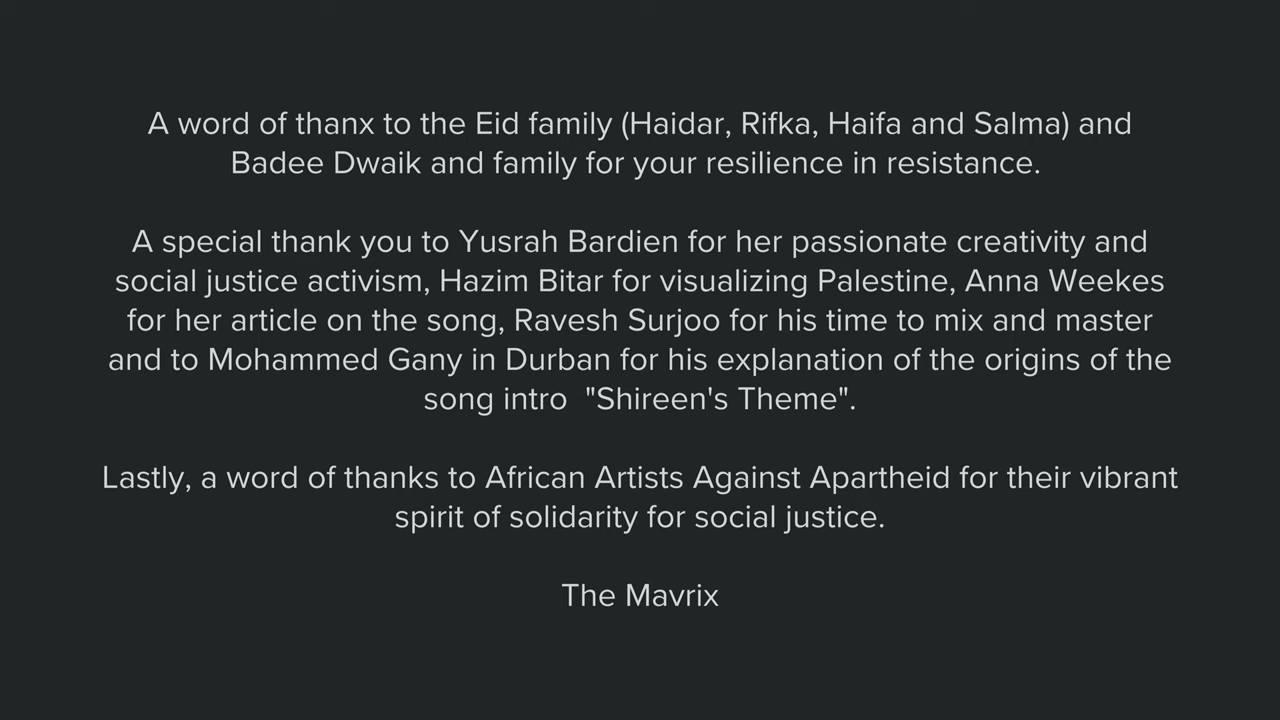 A word of thanx to the Eid family (Haidar, Rifka, Haifa and Salma) and
Badee Dwaik and family for your resilience in resistance.
A special thank you to Yusrah Bardien for her passionate creativity and
social justice activism, Hazim Bitar for visualizing Palestine, Anna Weekes
for her article on the song, Ravesh Surjoo for his time to mix and master
and to Mohammed Gany in Durban for his explanation of the origins of the
song intro  "Shireen's Theme".
Lastly, a word of thanks to African Artists Against Apartheid for their vibrant
spirit of solidarity for social justice.
The Mavrix